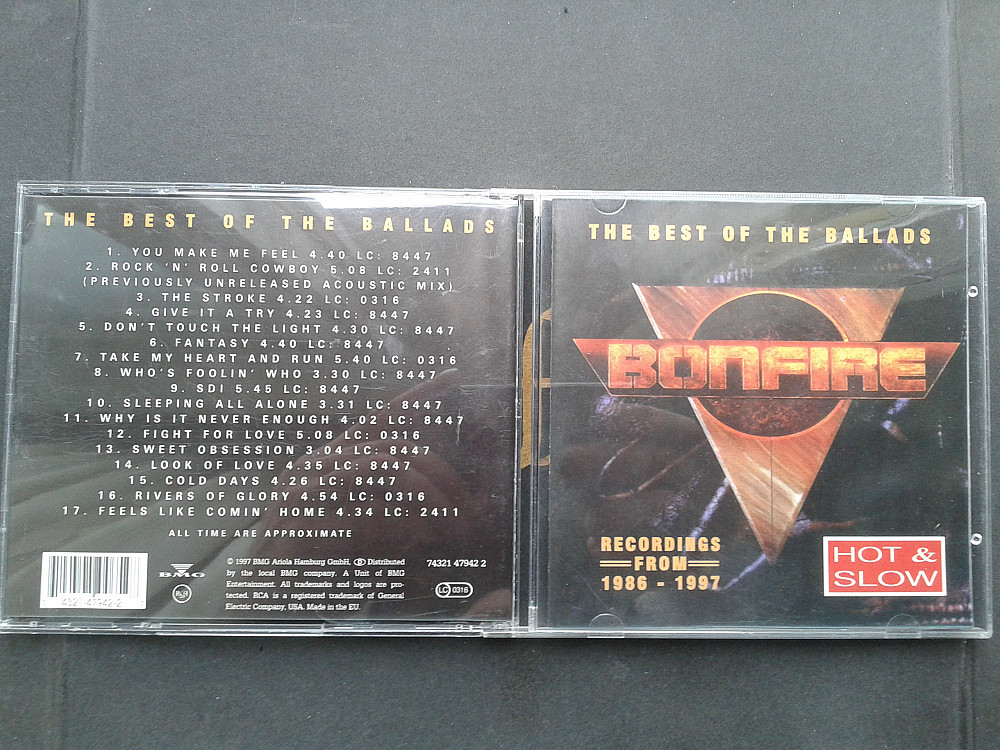 THE BEST OF THE BALLADS
1. YOU MAKE ME FEEL 4.40 LC: 8447
2. ROCK 'N' ROLL COWBOY 5.08 LC: 2411
(PREVIOUSLY UNRELEASED ACOUSTIC MIX)
3. THE STROKE 4.22 LC: 0316
4. GIVE IT A TRY 4.23 LC: 8447
5. DON'T TOUCH THE LIGHT 4.30 LC: 8447
6. FANTASY 4.40 LC: 8447
7. TAKE MY HEART AND RUN 5.40 LC: 0316
8. WHO'S FOOLIN' WHO 3.30 LC: 8447
9. SDI 5.45 LC: 8447
10. SLEEPING ALL ALONE 3.31 LC: 8447
11. WHY IS IT NEVER ENOUGH 4.02 LC: 8447
12. FIGHT FOR LOVE 5.08 LC: 0316
13. SWEET OBSESSION 3.04 LC: 8447
14. LOOK OF LOVE 4.35 LC: 8447
15. COLD DAYS 4.26 LC: 8447
16. RIVERS OF GLORY 4.54 LC: 0316
17. FEELS LIKE COMIN' HOME 4.34 LC: 2411
ALL TIME ARE APPROXIMATE
BMG
© 1997 BMG Ariola Hamburg GmbH, Distributed
by the local BMG company. A Unit of BMG
Entertainment. All trademarks and logos are pro-
tected. RCA is a registered trademark of General
Electric Company, USA. Made in the EU.
74321 47942 2
LC 0316
THE BEST OF THE BALLADS
BONFIRE
RECORDINGS
FROM
1986 - 1997
HOT &
SLOW